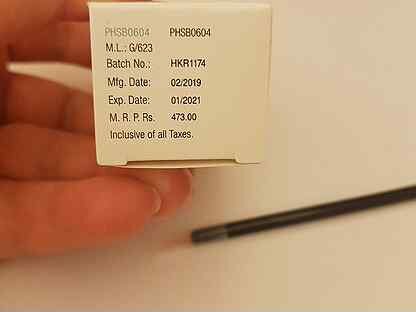 PHSB0604 PHSB0604
M.L.: G/623
Batch No.: HKR1174
Mfg. Date: 02/2019
Exp. Date: 01/2021
M. R. P. Rs. 473.00
Inclusive of all Taxes.